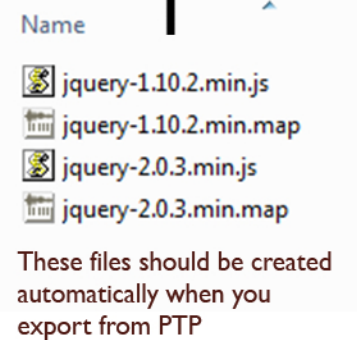 Name
jquery-1.10.2.min.js
jquery-1.10.2.min.map
jquery-2.0.3.min.js
jquery-2.0.3.min.map
These files should be created
automatically when you
export from PTP